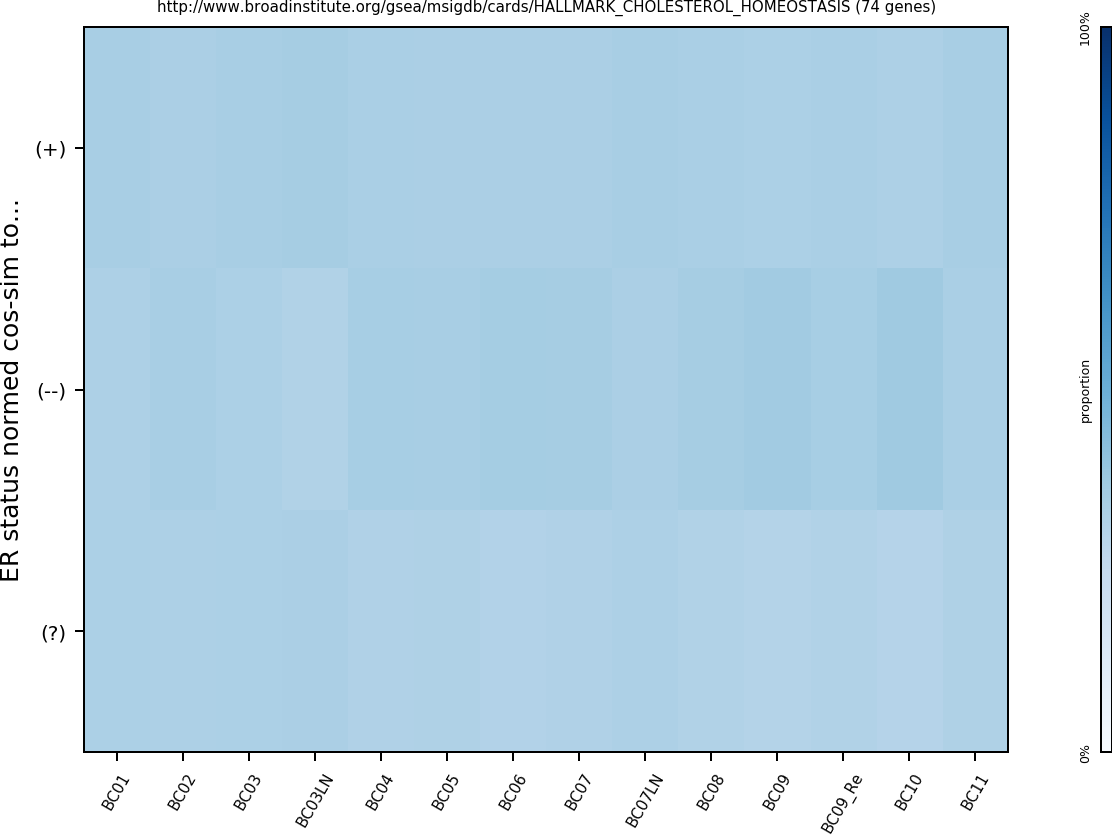 http://www.broadinstitute.org/gsea/msigdb/cards/HALLMARK_CHOLESTEROL_HOMEOSTASIS (74 genes)
ER status normed cos-sim to...
(+)
(--)
(?)
BC01
BC02
BC03
BC03LN
BC04
BC05
BC06
BC07
BC07LN
BC08
BC09
BC09_Re
BC10
BC11
100%
proportion
0%